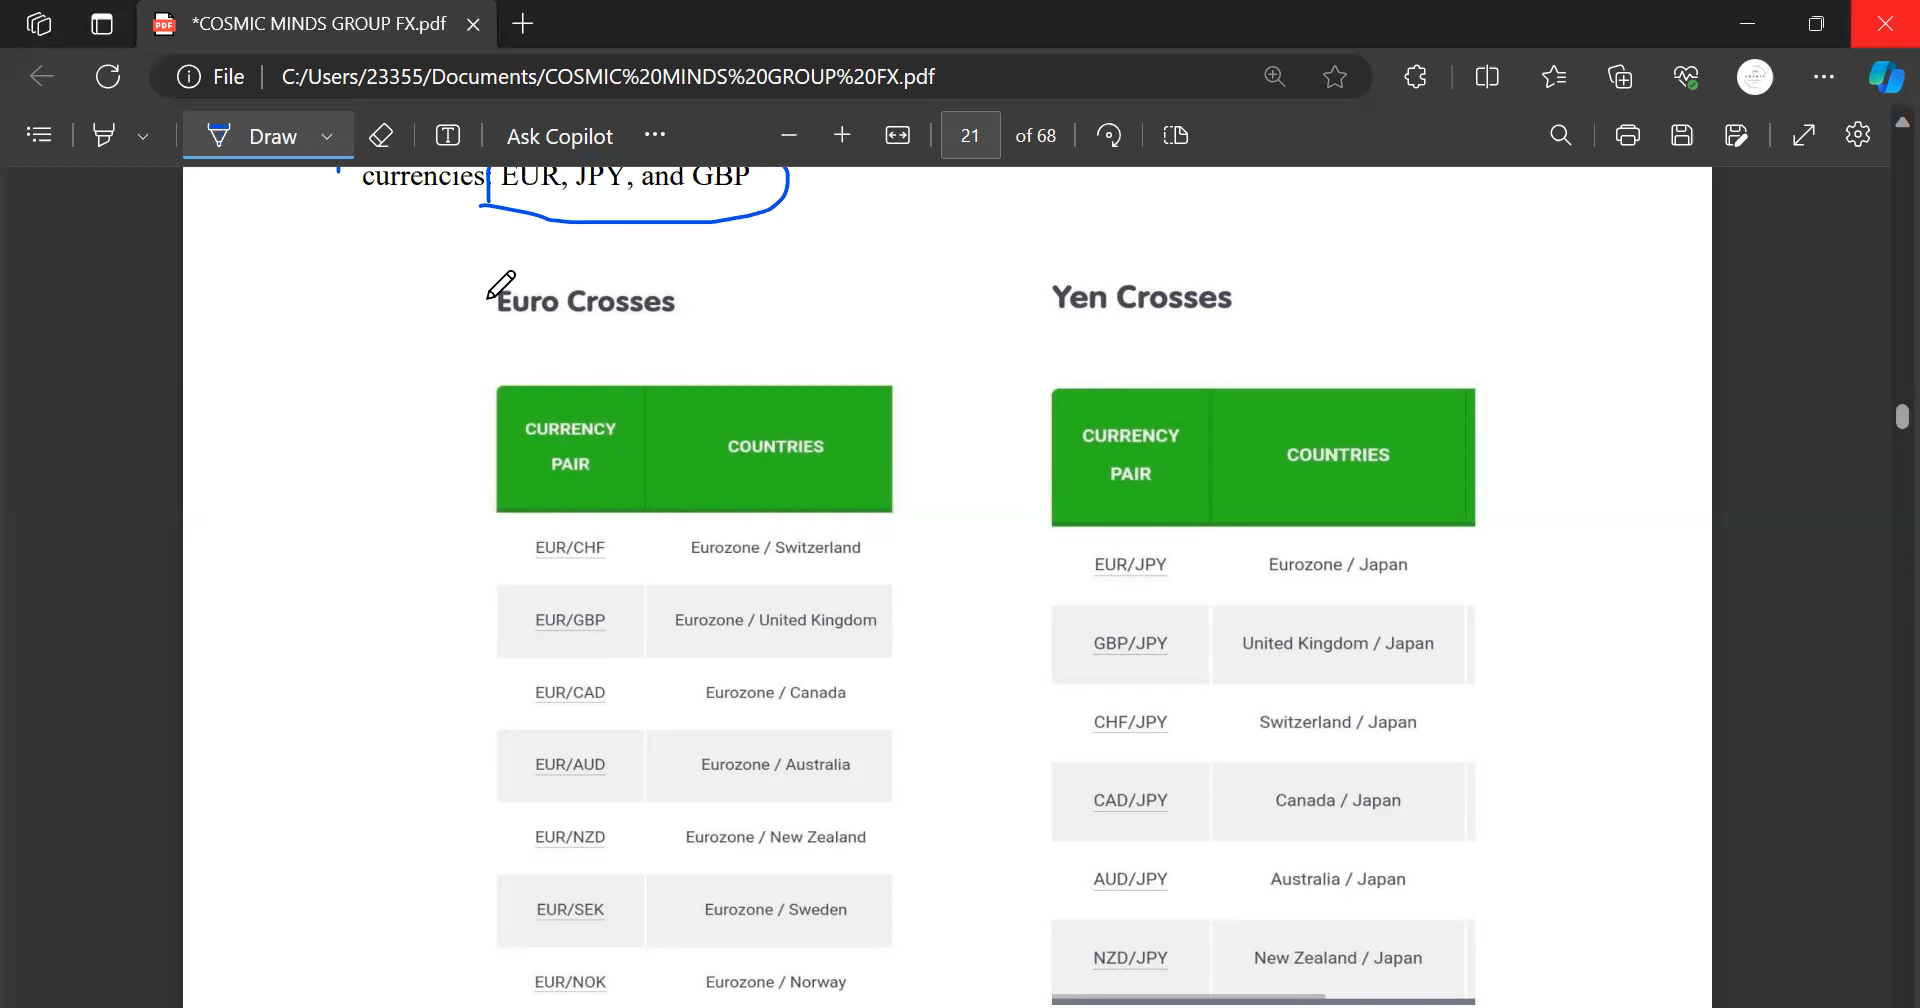 *COSMIC MINDS GROUP FX.pdf
File
C:/Users/23355/Documents/COSMIC%20MINDS%20GROUP%20FX.pdf
Draw
Ask Copilot
21
of 68
currencies: EUR, JPY, and GBP
Euro Crosses
CURRENCY
PAIR
COUNTRIES
EUR/CHF Eurozone / Switzerland
EUR/GBP Eurozone / United Kingdom
EUR/CAD Eurozone / Canada
EUR/AUD Eurozone / Australia
EUR/NZD Eurozone / New Zealand
EUR/SEK Eurozone / Sweden
EUR/NOK Eurozone / Norway
Yen Crosses
CURRENCY
PAIR
COUNTRIES
EUR/JPY Eurozone / Japan
GBP/JPY United Kingdom / Japan
CHF/JPY Switzerland / Japan
CAD/JPY Canada / Japan
AUD/JPY Australia / Japan
NZD/JPY New Zealand / Japan